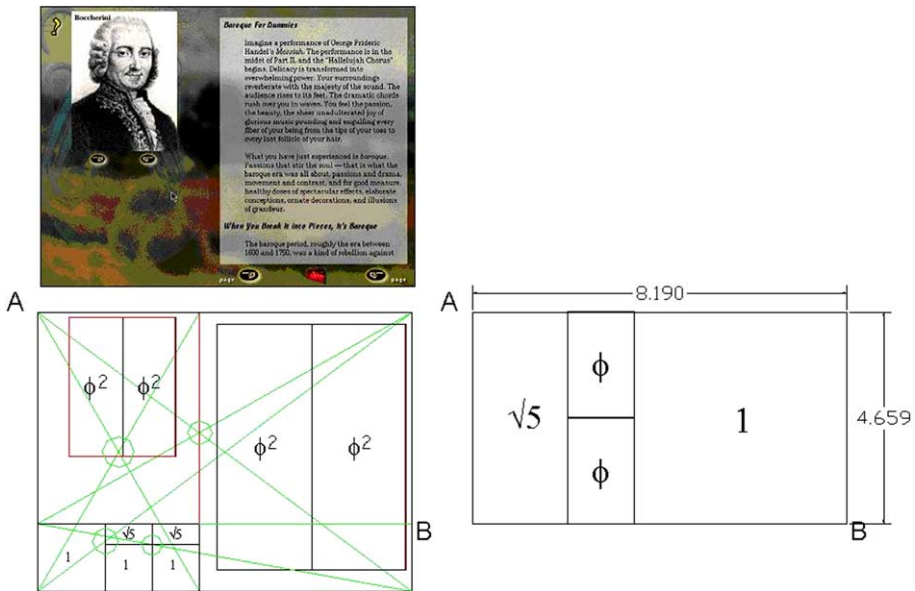 Boccherini
Baroque For Dummies
Imagine a performance of George Frideric
Handel's Messiah. The performance is in the
midst of Part II, and the "Hallelujah Chorus"
begins. Delicacy is transformed into
overwhelming power. Your surroundings
reverberate with the majesty of the sound. The
audience rises to its feet. The dramatic chords
rush over you in waves. You feel the passion,
the beauty, the sheer unadulterated joy of
glorious music pounding and engulfing every
fiber of your being from the tips of your toes to
every last follicle of your hair.
What you have just experienced is baroque.
Passions that stir the soul — that is what the
baroque era was all about, passions and drama,
movement and contrast, and for good measure,
healthy doses of spectacular effects, elaborate
conceptions, ornate decorations, and illusions
of grandeur.
When You Break It into Pieces, It's Baroque
The baroque period, roughly the era between
1600 and 1750, was a kind of rebellion against
page page
A
ϕ² ϕ²
ϕ² ϕ²
√5 √5
1 1 1
B
A
8.190
√5 ϕ 1
ϕ
4.659
B